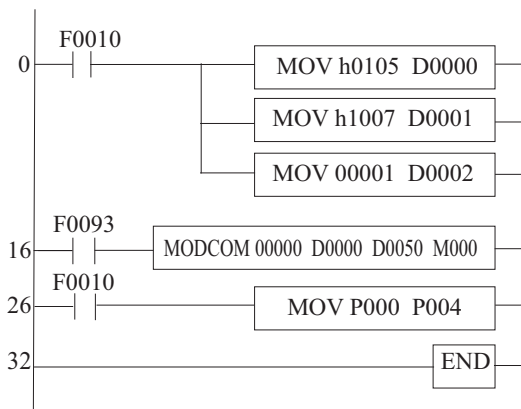 F0010
0
MOV h0105 D0000
MOV h1007 D0001
MOV 00001 D0002
F0093
16
MODCOM 00000 D0000 D0050 M000
F0010
26
MOV P000 P004
32
END